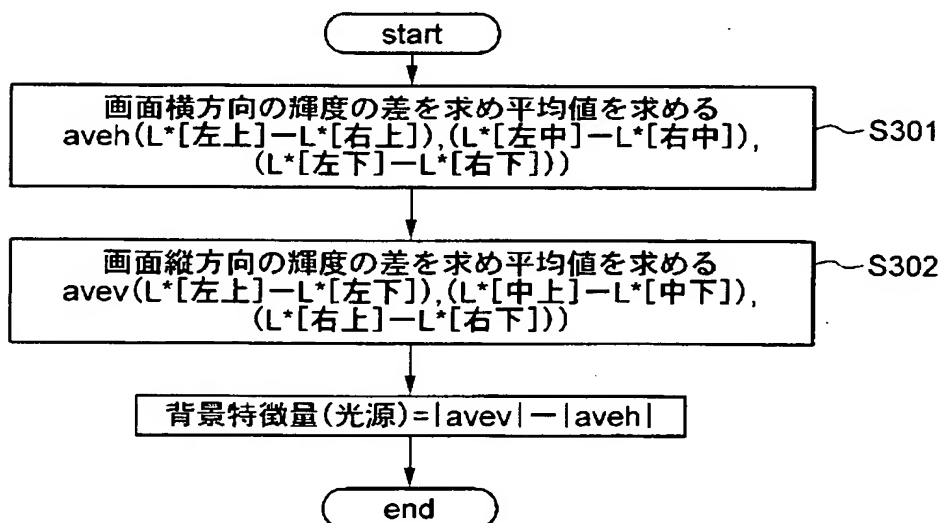 start
画面横方向の輝度の差を求め平均値を求める
aveh(L*[左上]－L*[右上]),(L*[左中]－L*[右中]),
(L*[左下]－L*[右下]))
S301
画面縦方向の輝度の差を求め平均値を求める
avev(L*[左上]－L*[左下]),(L*[中上]－L*[中下]),
(L*[右上]－L*[右下]))
S302
背景特徴量(光源)=|avev|－|aveh|
end